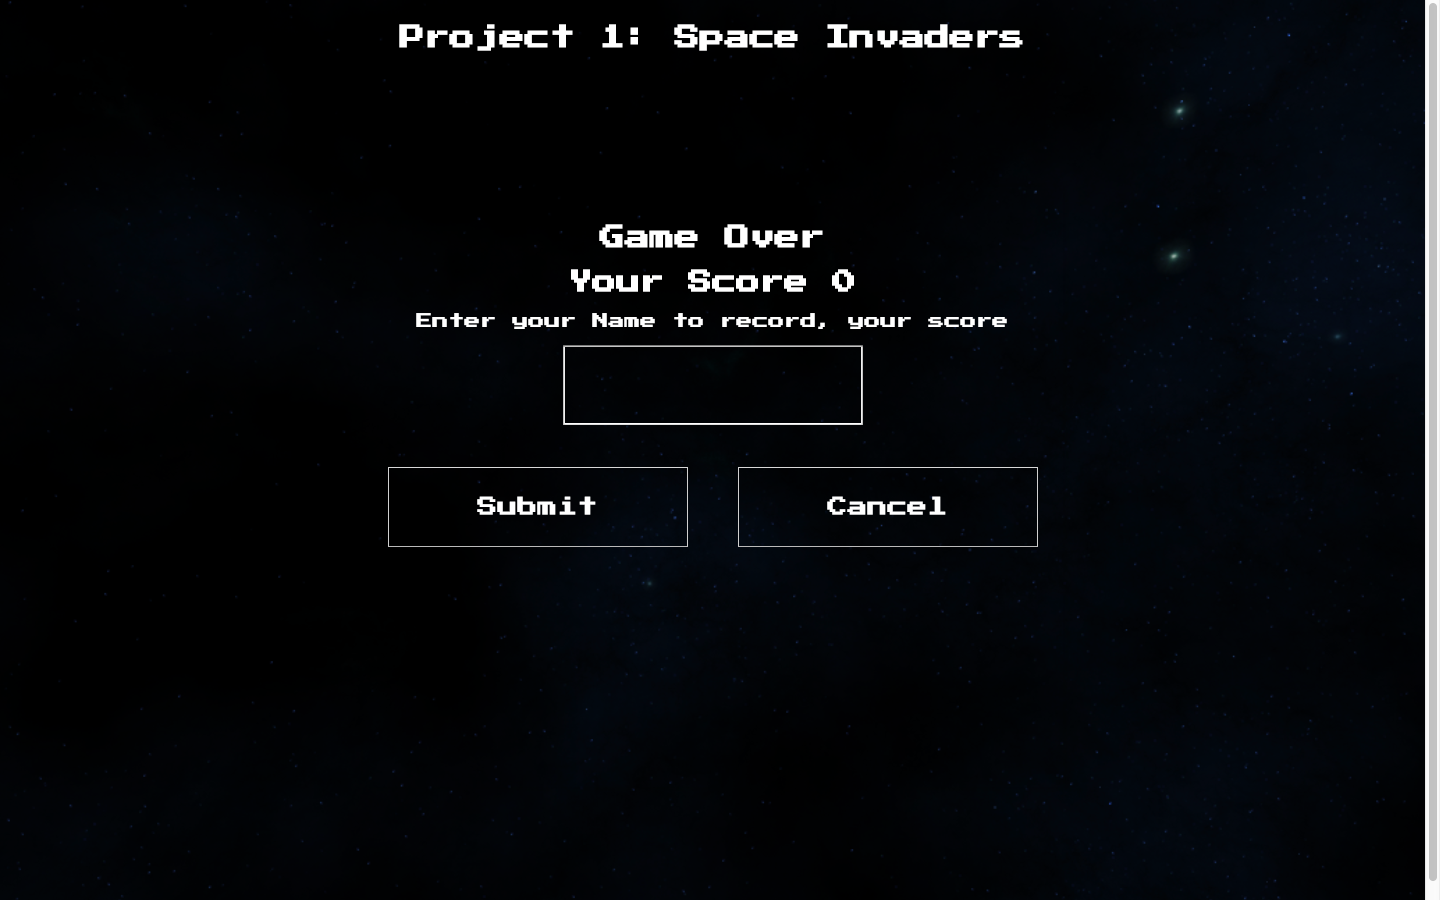 Project 1: Space Invaders
Game Over
Your Score 0
Enter your Name to record, your score
Submit
Cancel